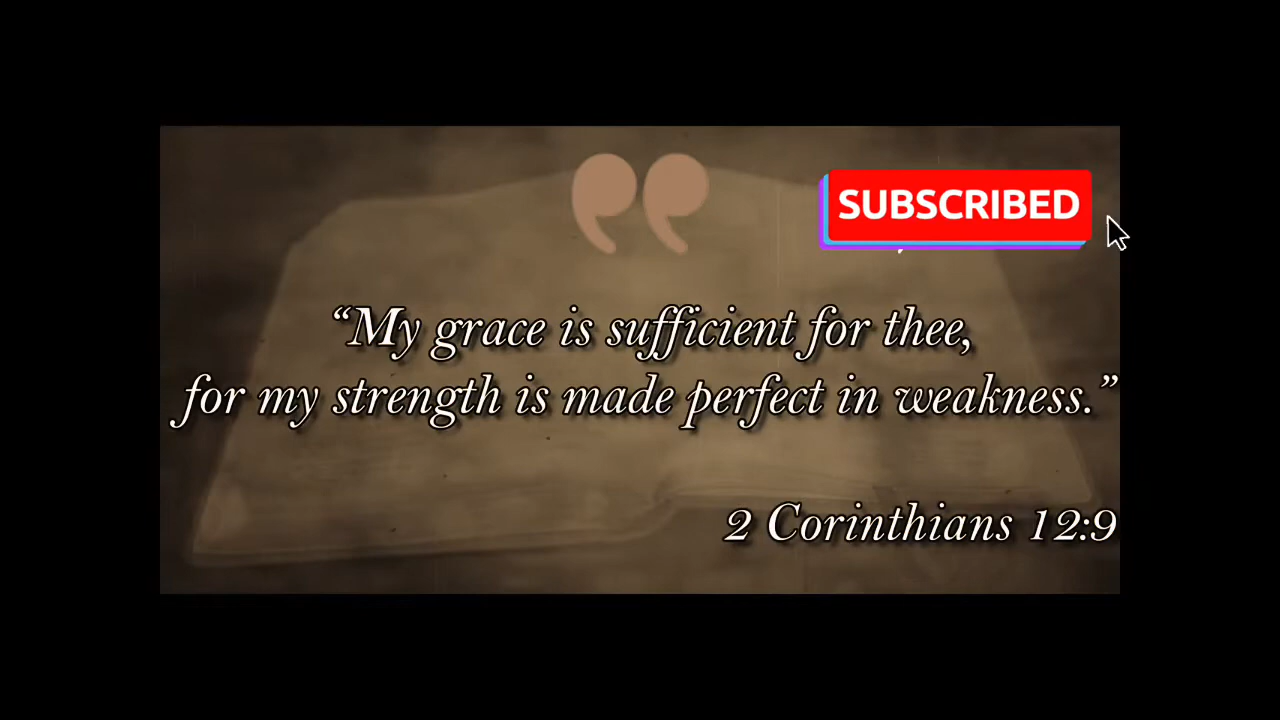 SUBSCRIBED
“My grace is sufficient for thee,
for my strength is made perfect in weakness.”
2 Corinthians 12:9